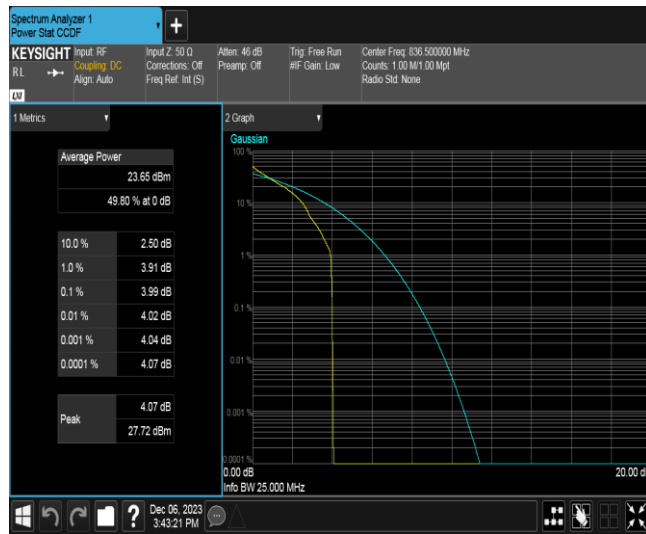 Spectrum Analyzer 1
Power Stat CCDF
+
KEYSIGHT
RL
LXI
Input: RF
Coupling: DC
Align: Auto
Input Z: 50 Ω
Corrections: Off
Freq Ref: Int (S)
Atten: 46 dB
Preamp: Off
Trig: Free Run
#IF Gain: Low
Center Freq: 836.500000 MHz
Counts: 1.00 M/1.00 Mpt
Radio Std: None
1 Metrics
Average Power
23.65 dBm
49.80 % at 0 dB
10.0 % 2.50 dB
1.0 % 3.91 dB
0.1 % 3.99 dB
0.01 % 4.02 dB
0.001 % 4.04 dB
0.0001 % 4.07 dB
Peak
4.07 dB
27.72 dBm
2 Graph
Gaussian
100 %
10 %
1 %
0.1 %
0.01 %
0.001 %
0.0001 %
0.00 dB
20.00 d
Info BW 25.000 MHz
?
Dec 06, 2023
3:43:21 PM